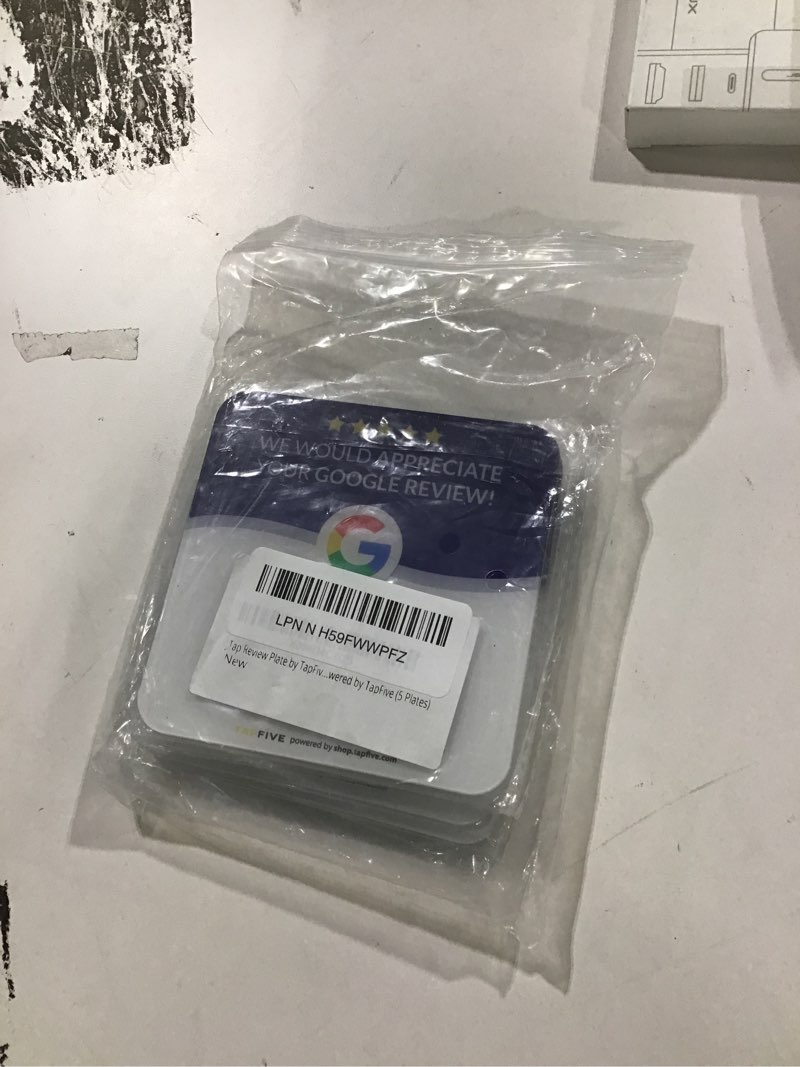 WE WOULD APPRECIATE
YOUR GOOGLE REVIEW!
G
LPN N H59FWWPFZ
Tap Review Plate by TapFiv...wered by TapFive (5 Plates)
New
TAPFIVE powered by shop.tapfive.com